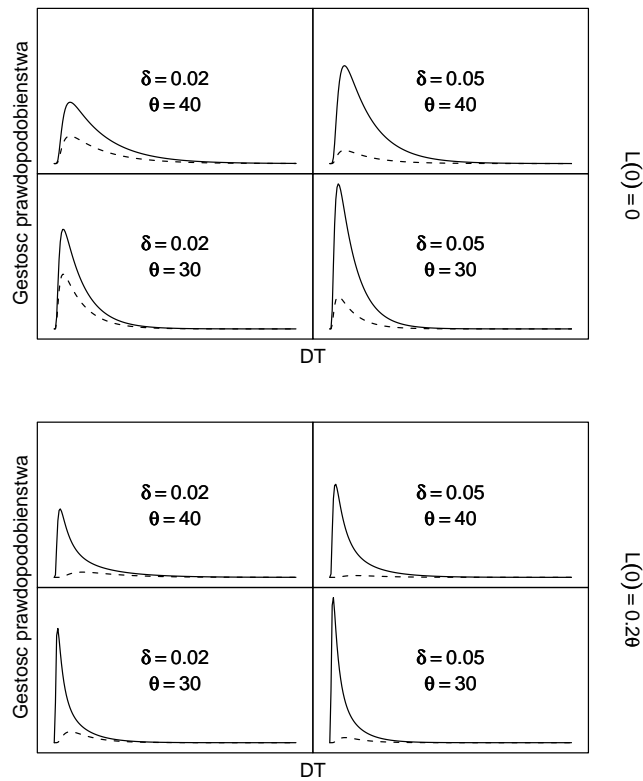 Gestosc prawdopodobienstwa
δ = 0.02
θ = 40
δ = 0.05
θ = 40
δ = 0.02
θ = 30
δ = 0.05
θ = 30
L(0) = 0
DT
Gestosc prawdopodobienstwa
δ = 0.02
θ = 40
δ = 0.05
θ = 40
δ = 0.02
θ = 30
δ = 0.05
θ = 30
L(0) = 0.2θ
DT